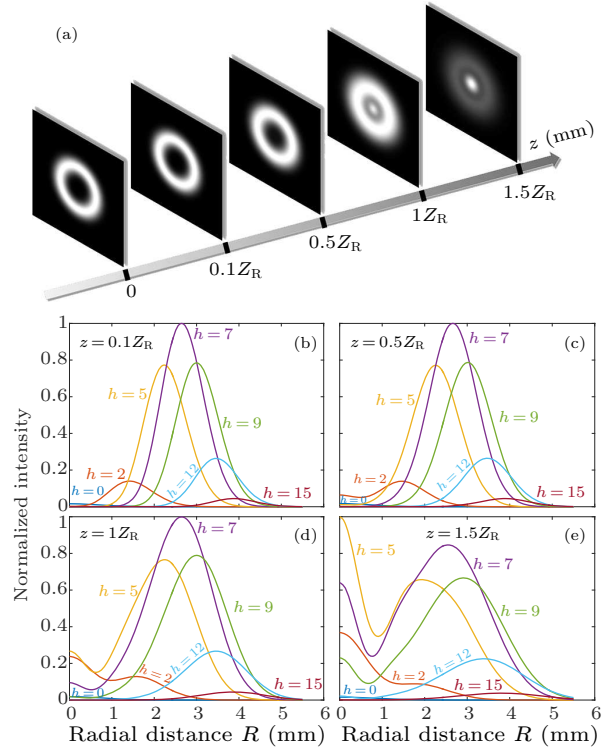 (a)
z (mm)
0
0.1Z_R
0.5Z_R
1Z_R
1.5Z_R
Normalized intensity
1
0.8
0.6
0.4
0.2
0
z=0.1Z_R
(b)
h=7
h=5
h=9
h=2
h=0
h=12
h=15
z=0.5Z_R
(c)
h=7
h=5
h=9
h=2
h=0
h=12
h=15
1
0.8
0.6
0.4
0.2
0
z=1Z_R
(d)
h=7
h=5
h=9
h=2
h=12
h=0
h=15
0 1 2 3 4 5 6
Radial distance R (mm)
z=1.5Z_R
(e)
h=5
h=7
h=9
h=2
h=12
h=0
h=15
0 1 2 3 4 5 6
Radial distance R (mm)